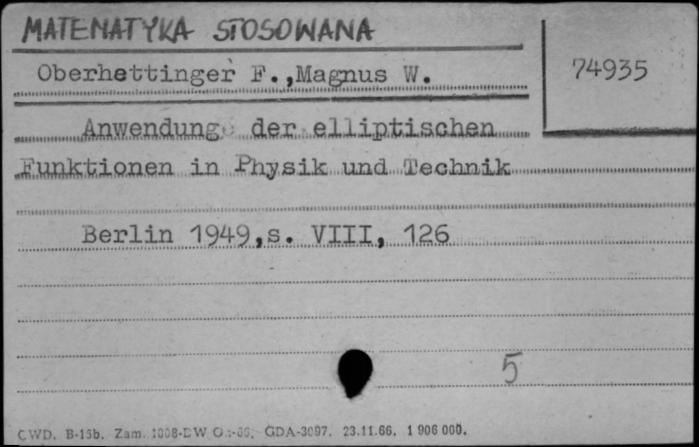 MATEMATYKA STOSOWANA
74935
Oberhettinger F.,Magnus W.
Anwendung der elliptischen
Funktionen in Physik und Technik
Berlin 1949,s. VIII, 126
5
CWD. B-15b. Zam. GDA-3097. 23.11.66. 1 906 000.